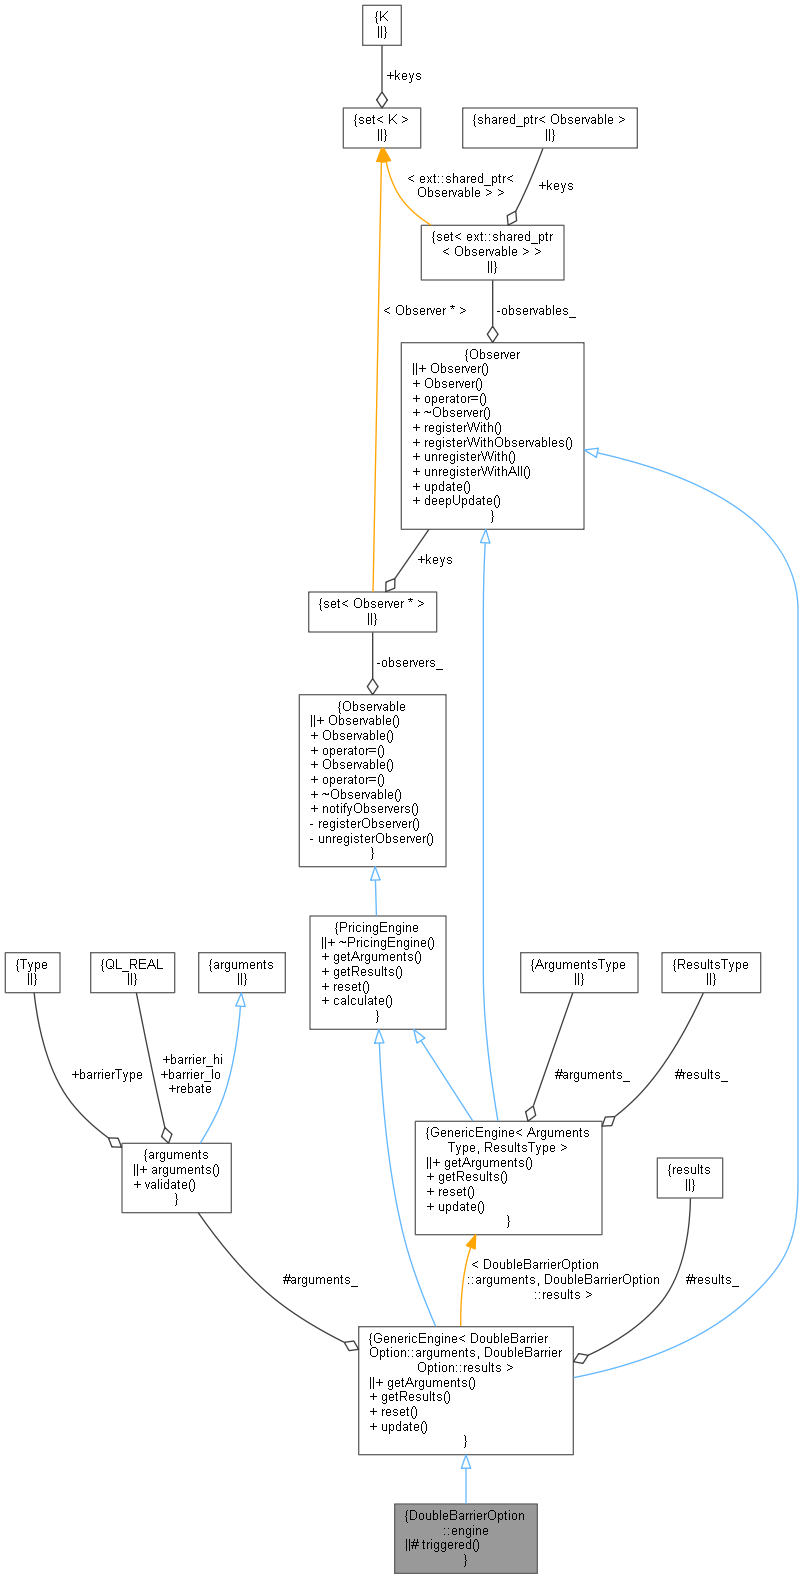 {K
||}
+keys
{set< K >
||}
{shared_ptr< Observable >
||}
< ext::shared_ptr<
Observable > >
+keys
{set< ext::shared_ptr
< Observable > >
||}
< Observer * >
-observables_
{Observer
||+ Observer()
+ Observer()
+ operator=()
+ ~Observer()
+ registerWith()
+ registerWithObservables()
+ unregisterWith()
+ unregisterWithAll()
+ update()
+ deepUpdate()
}
+keys
{set< Observer * >
||}
-observers_
{Observable
||+ Observable()
+ Observable()
+ operator=()
+ Observable()
+ operator=()
+ ~Observable()
+ notifyObservers()
- registerObserver()
- unregisterObserver()
}
{PricingEngine
||+ ~PricingEngine()
+ getArguments()
+ getResults()
+ reset()
+ calculate()
}
{Type
||}
{QL_REAL
||}
{arguments
||}
{ArgumentsType
||}
{ResultsType
||}
+barrierType
+barrier_hi
+barrier_lo
+rebate
#arguments_
#results_
{arguments
||+ arguments()
+ validate()
}
{GenericEngine< Arguments
Type, ResultsType >
||+ getArguments()
+ getResults()
+ reset()
+ update()
}
{results
||}
#arguments_
< DoubleBarrierOption
::arguments, DoubleBarrierOption
::results >
#results_
{GenericEngine< DoubleBarrier
Option::arguments, DoubleBarrier
Option::results >
||+ getArguments()
+ getResults()
+ reset()
+ update()
}
{DoubleBarrierOption
::engine
||# triggered()
}